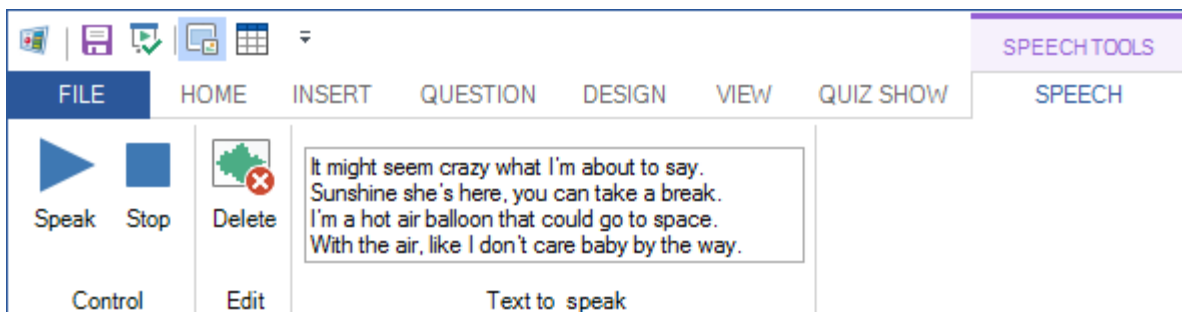 SPEECH TOOLS
FILE HOME INSERT QUESTION DESIGN VIEW QUIZ SHOW SPEECH
It might seem crazy what I'm about to say.
Sunshine she's here, you can take a break.
I'm a hot air balloon that could go to space.
With the air, like I don't care baby by the way.
Speak Stop Delete
Control Edit Text to speak